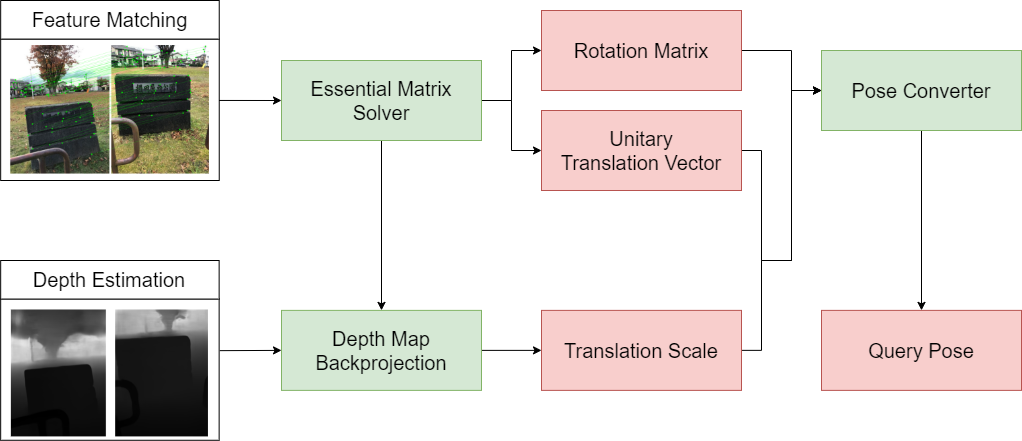 Feature Matching
Essential Matrix
Solver
Rotation Matrix
Unitary
Translation Vector
Pose Converter
Depth Estimation
Depth Map
Backprojection
Translation Scale
Query Pose